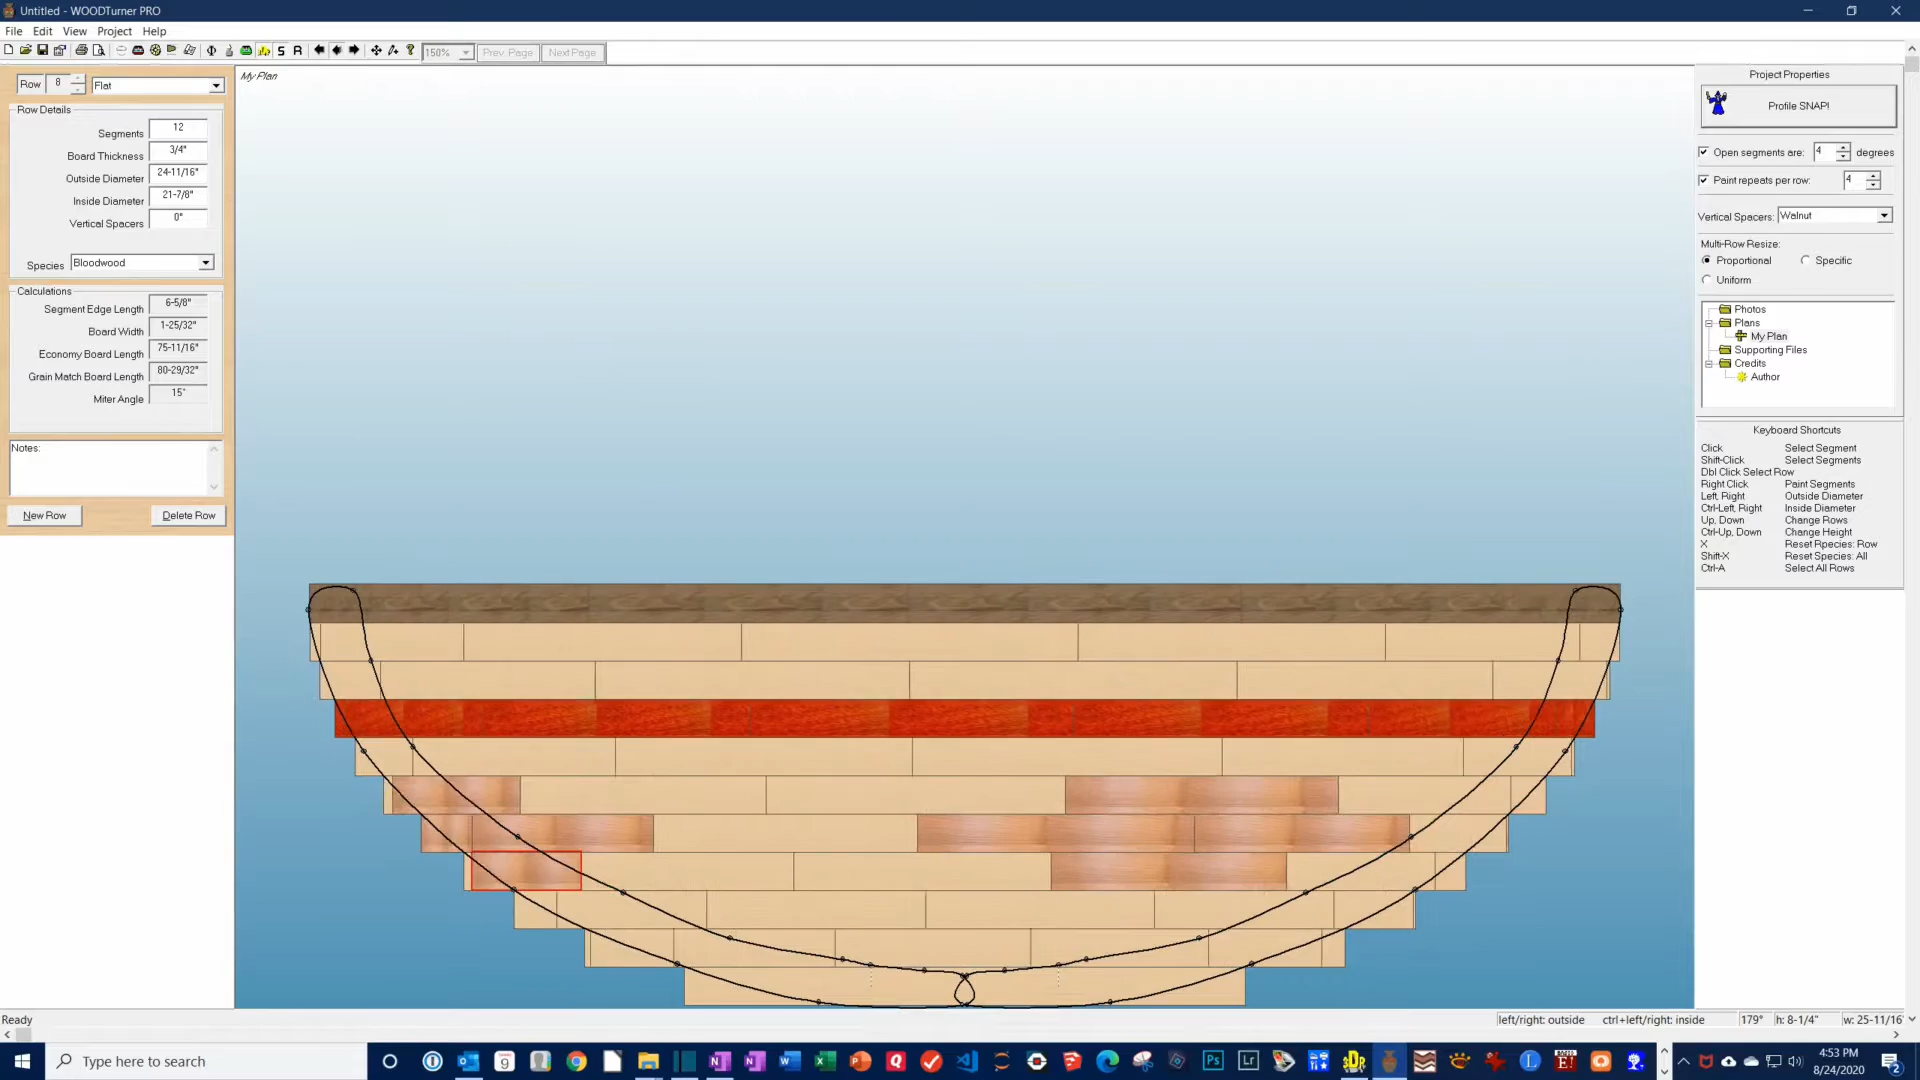 Untitled - WOODTurner PRO
File Edit View Project Help
S R 150% Prev. Page Next Page
Row 8 Flat
Row Details
Segments 12
Board Thickness 3/4"
Outside Diameter 24-11/16"
Inside Diameter 21-7/8"
Vertical Spacers 0"
Species Bloodwood
Calculations
Segment Edge Length 6-5/8"
Board Width 1-25/32"
Economy Board Length 75-11/16"
Grain Match Board Length 80-29/32"
Miter Angle 15°
Notes:
New Row Delete Row
My Plan
Project Properties
Profile SNAP!
Open segments are: 4 degrees
Paint repeats per row: 4
Vertical Spacers: Walnut
Multi-Row Resize:
Proportional Specific
Uniform
Photos
Plans
My Plan
Supporting Files
Credits
Author
Keyboard Shortcuts
Click Select Segment
Shift-Click Select Segments
Dbl Click Select Row
Right Click Paint Segments
Left, Right Outside Diameter
Ctrl-Left, Right Inside Diameter
Up, Down Change Rows
Ctrl-Up, Down Change Height
X Reset Rpecies: Row
Shift-X Reset Species: All
Ctrl-A Select All Rows
Ready left/right: outside ctrl+left/right: inside 179° h: 8-1/4" w: 25-11/16"
Type here to search
4:53 PM
8/24/2020